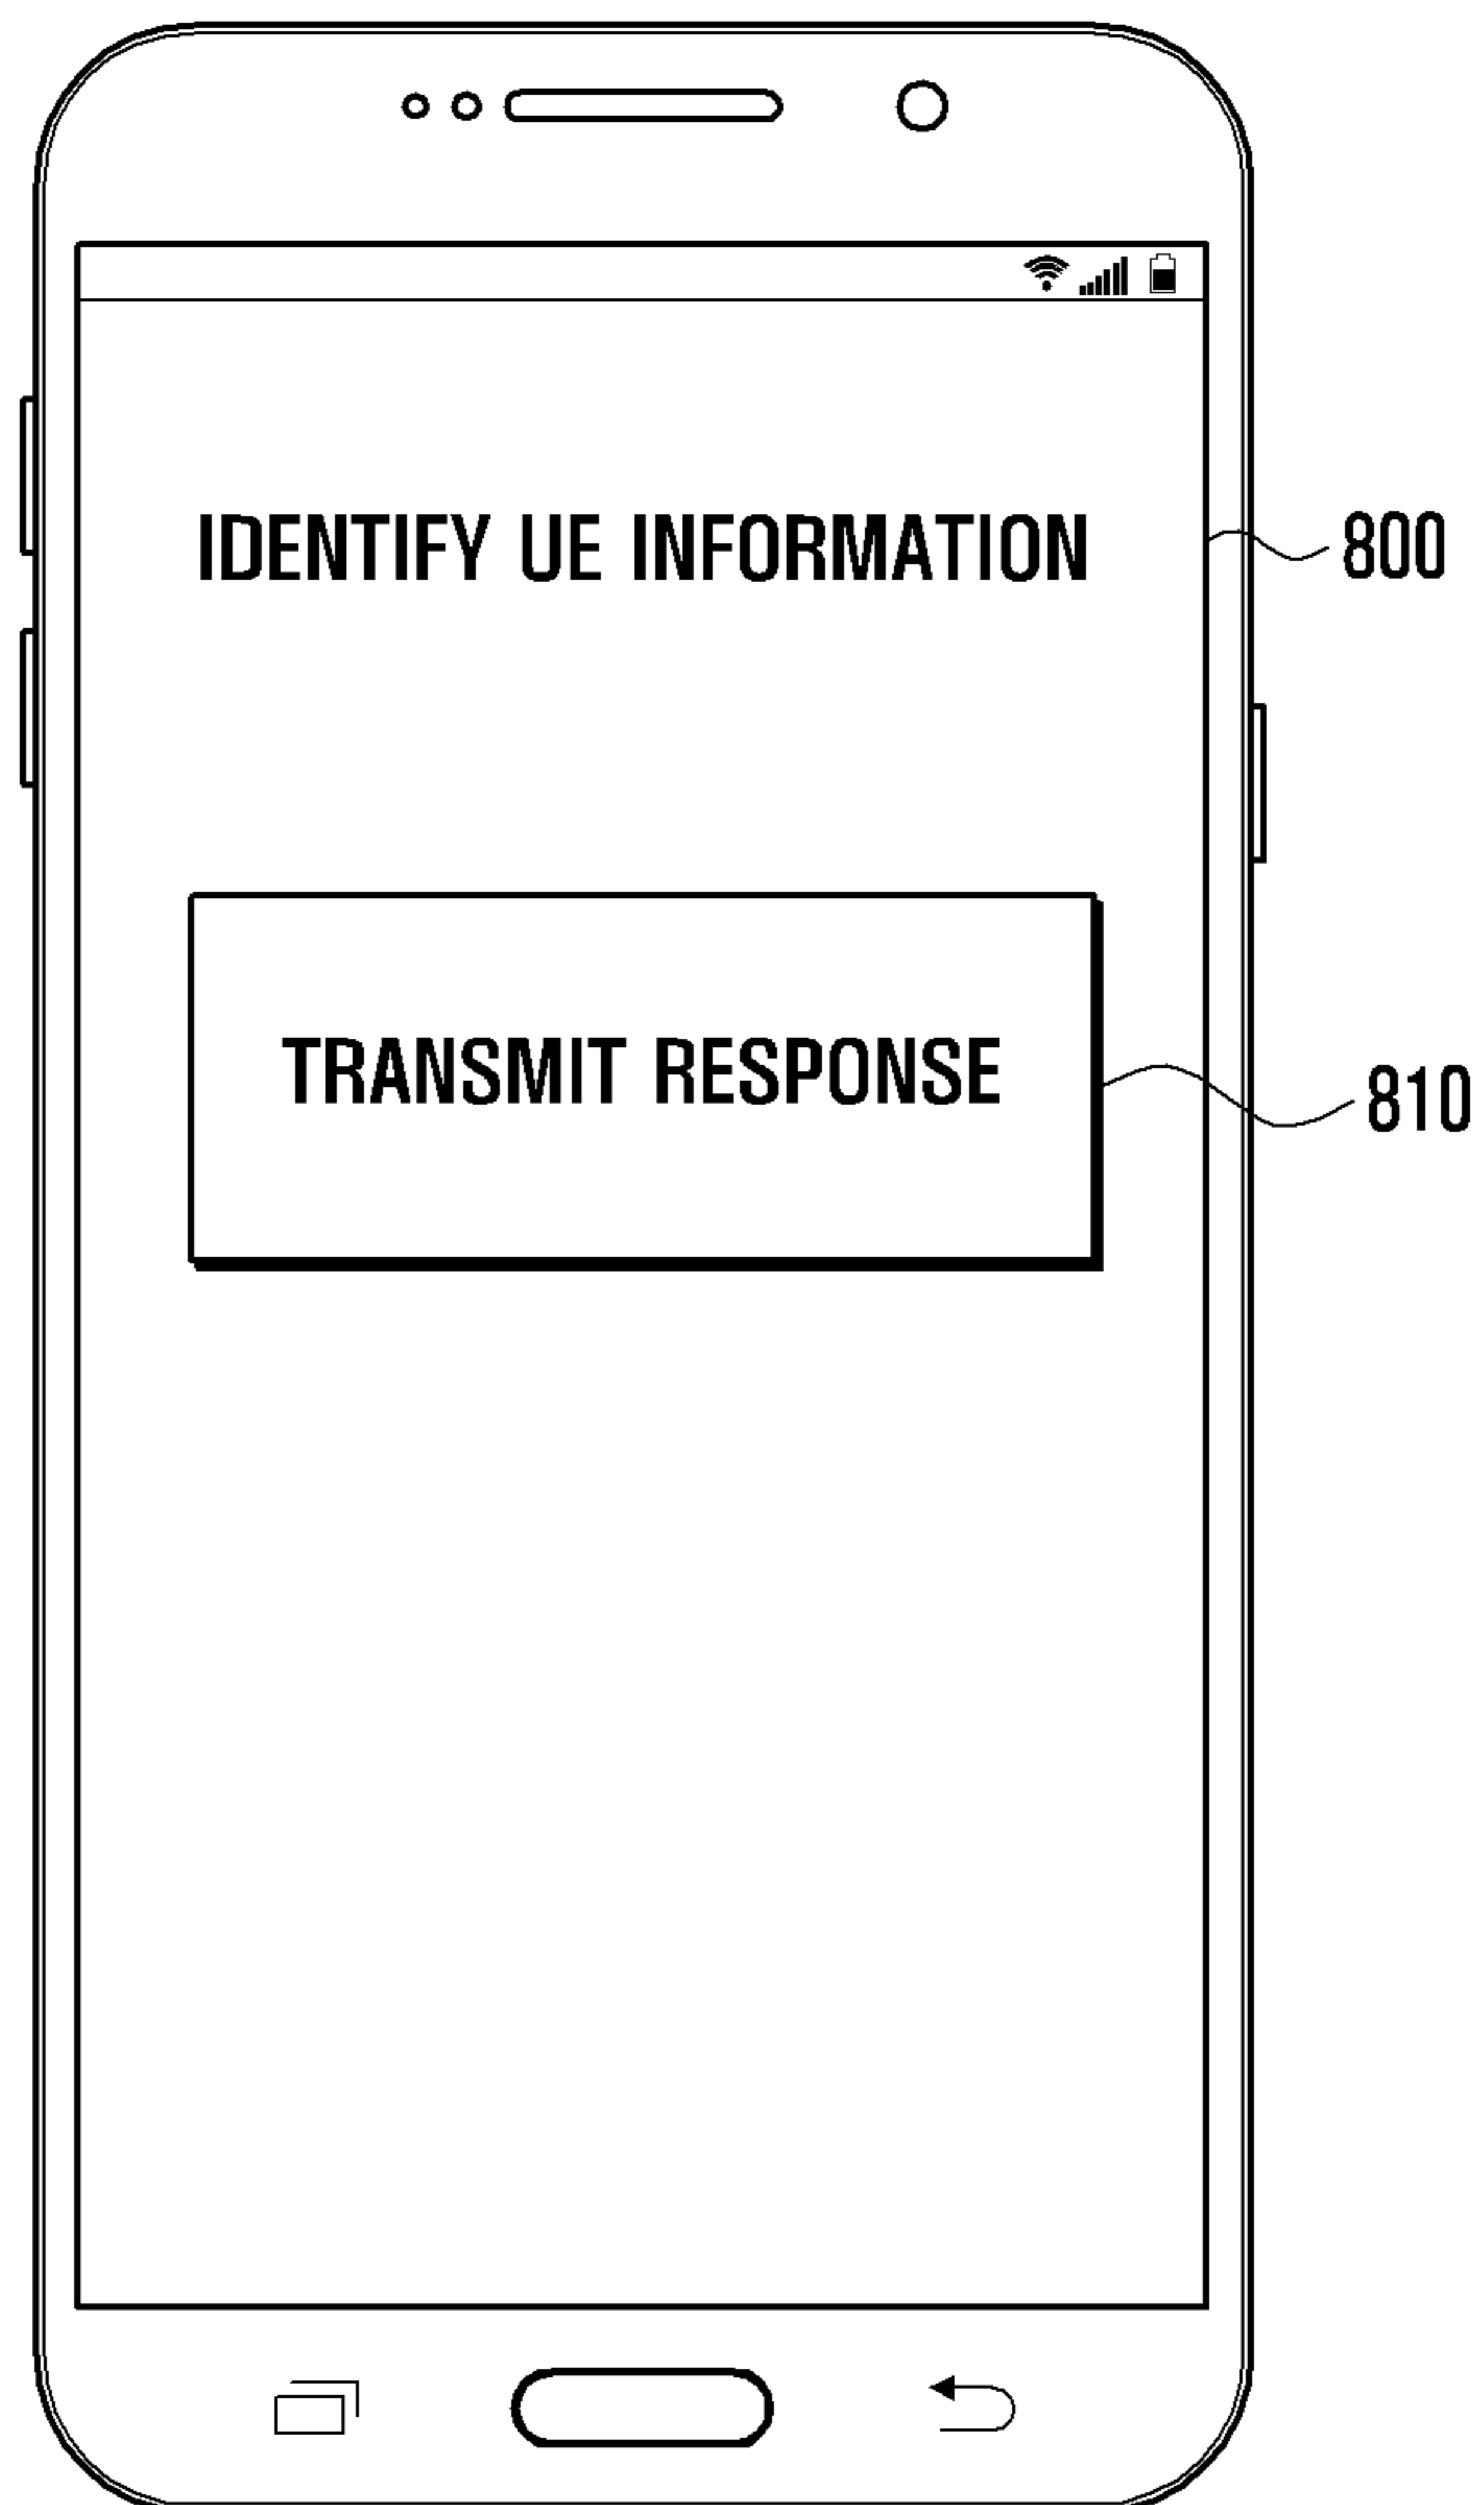 IDENTIFY UE INFORMATION
800
TRANSMIT RESPONSE
810